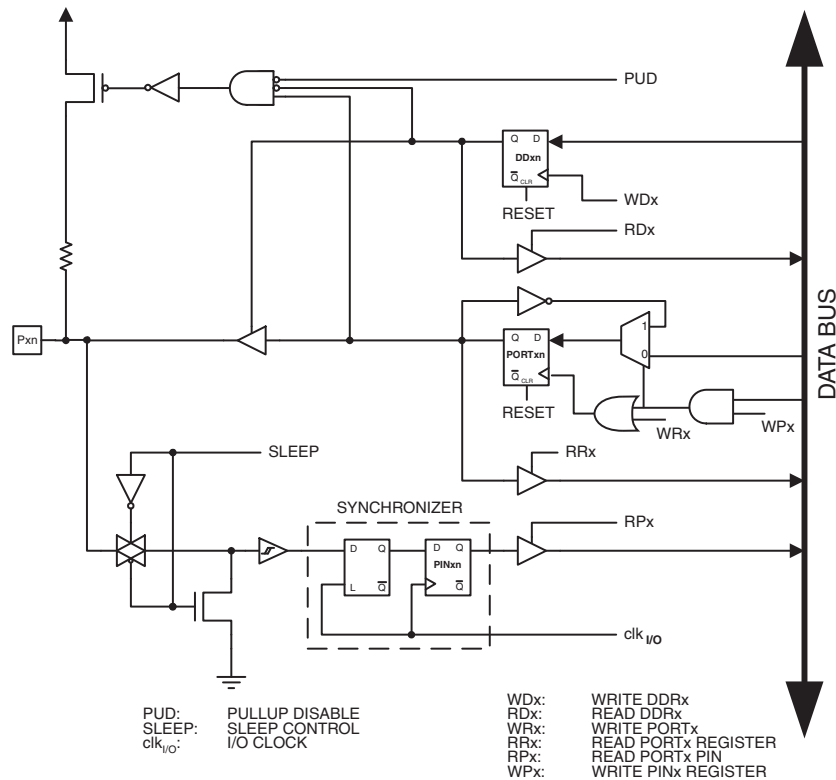 PUD
Q D
DDxn
Q CLR
WDx
RESET
RDx
1
Pxn
Q D
PORTxn
0
Q CLR
RESET
WRx
WPx
DATA BUS
SLEEP
RRx
SYNCHRONIZER
RPx
D Q
D Q
PINxn
L Q
Q
clk I/O
PUD: PULLUP DISABLE
SLEEP: SLEEP CONTROL
clkI/O: I/O CLOCK
WDx: WRITE DDRx
RDx: READ DDRx
WRx: WRITE PORTx
RRx: READ PORTx REGISTER
RPx: READ PORTx PIN
WPx: WRITE PINx REGISTER